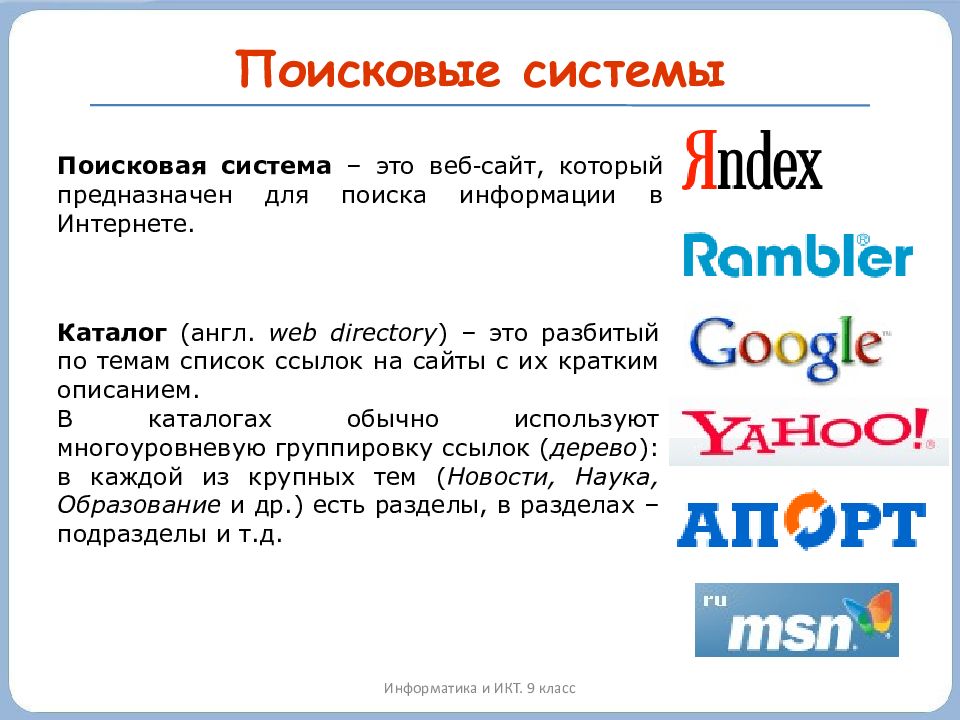 Поисковые системы
Поисковая система – это веб-сайт, который
предназначен для поиска информации в
Интернете.
Каталог (англ. web directory) – это разбитый
по темам список ссылок на сайты с их кратким
описанием.
В каталогах обычно используют
многоуровневую группировку ссылок (дерево):
в каждой из крупных тем (Новости, Наука,
Образование и др.) есть разделы, в разделах –
подразделы и т.д.
Яndex
Rambler®
Google™
YAHOO!®
АПОРТ
ru
msn
Информатика и ИКТ. 9 класс